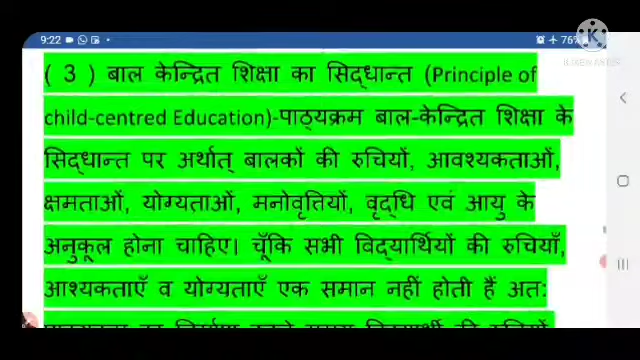 9:22
76%
K
( 3 ) बाल केन्द्रित शिक्षा का सिद्धान्त (Principle of
child-centred Education)-पाठ्यक्रम बाल-केन्द्रित शिक्षा के
सिद्धान्त पर अर्थात् बालकों की रुचियों, आवश्यकताओं,
क्षमताओं, योग्यताओं, मनोवृत्तियों, वृद्धि एवं आयु के
अनुकूल होना चाहिए। चूँकि सभी विद्यार्थियों की रुचियाँ,
आश्यकताएँ व योग्यताएँ एक समान नहीं होती हैं अत: